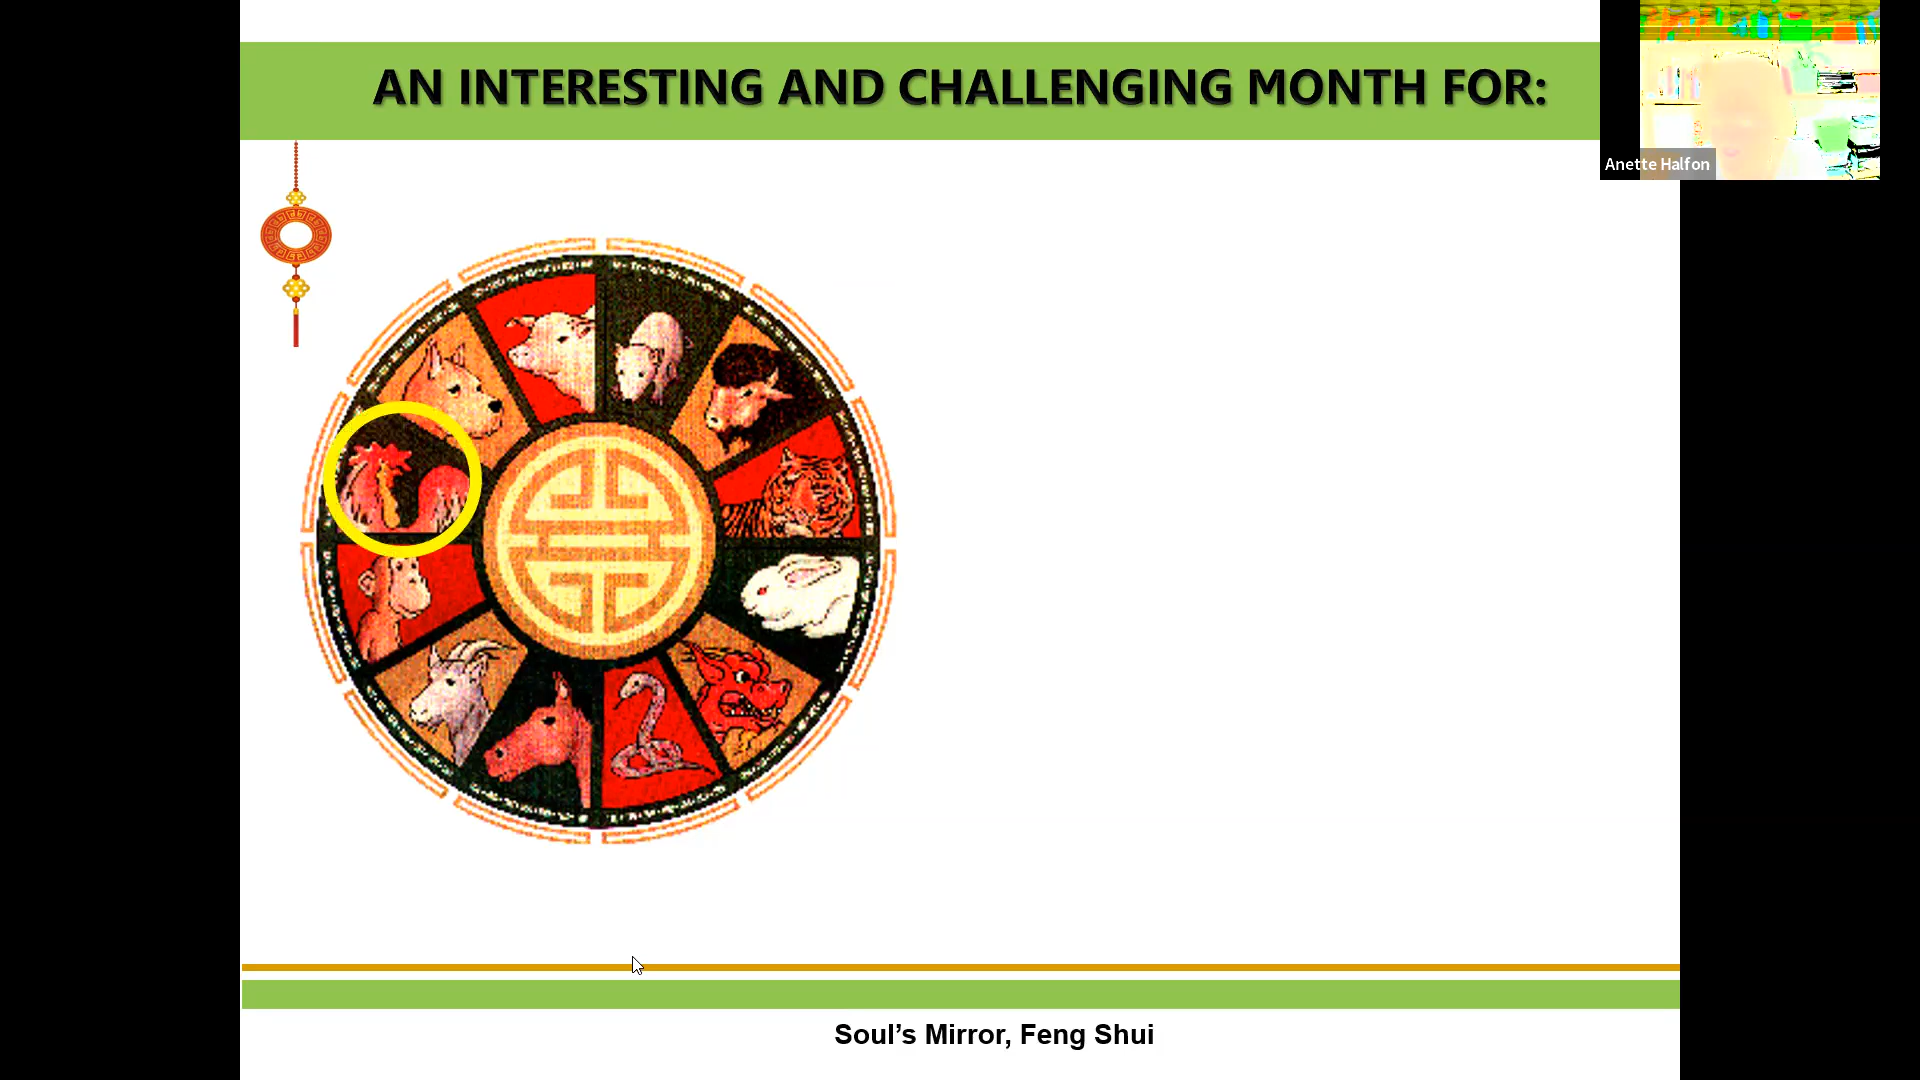 AN INTERESTING AND CHALLENGING MONTH FOR:
Anette Halfon
Soul’s Mirror, Feng Shui